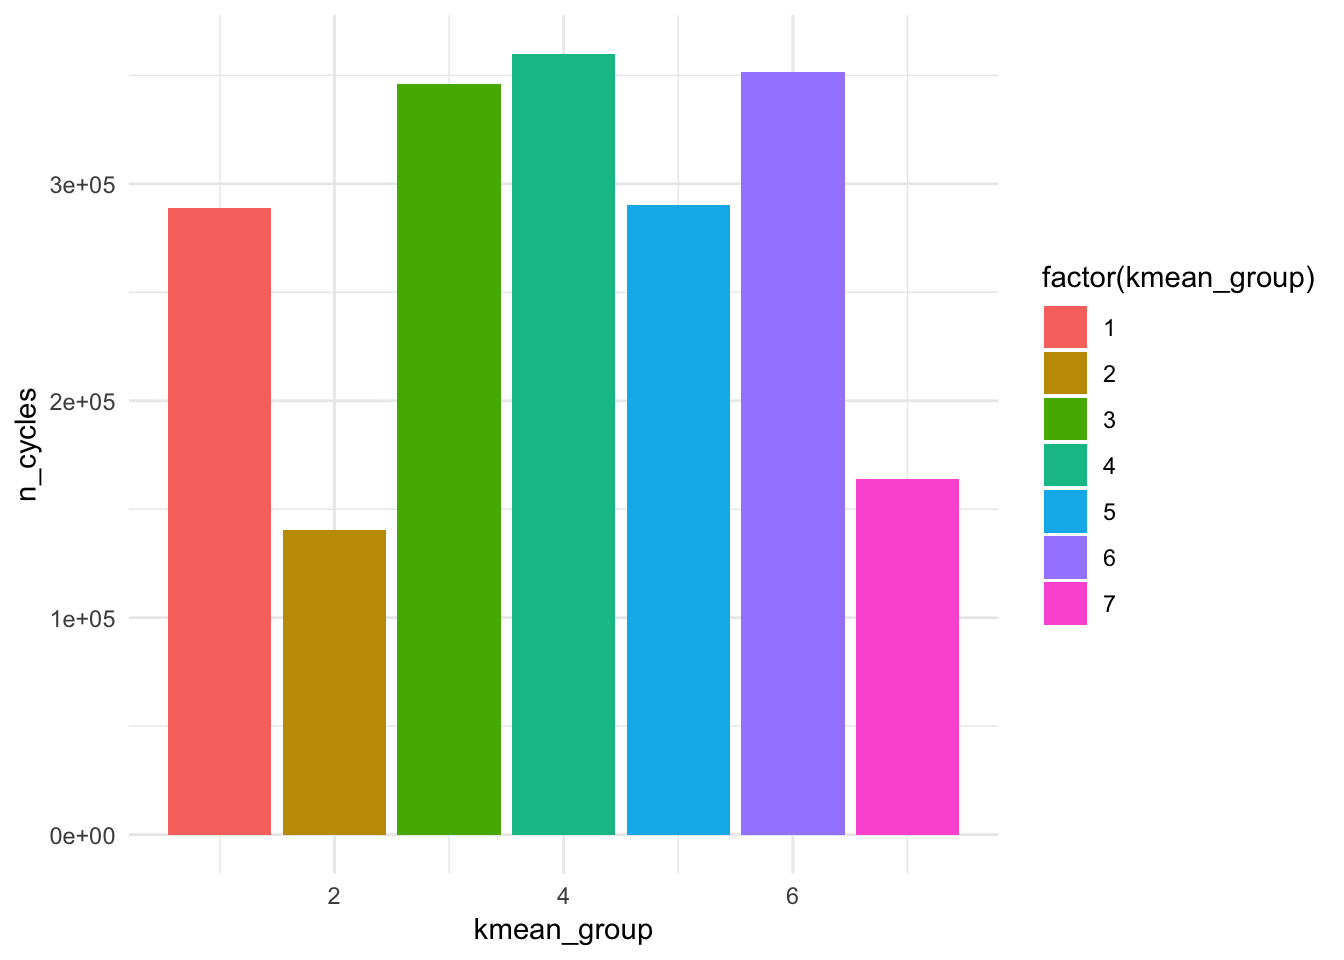 3e+05
2e+05
1e+05
0e+00
n_cycles
2 4 6
kmean_group
factor(kmean_group)
1
2
3
4
5
6
7